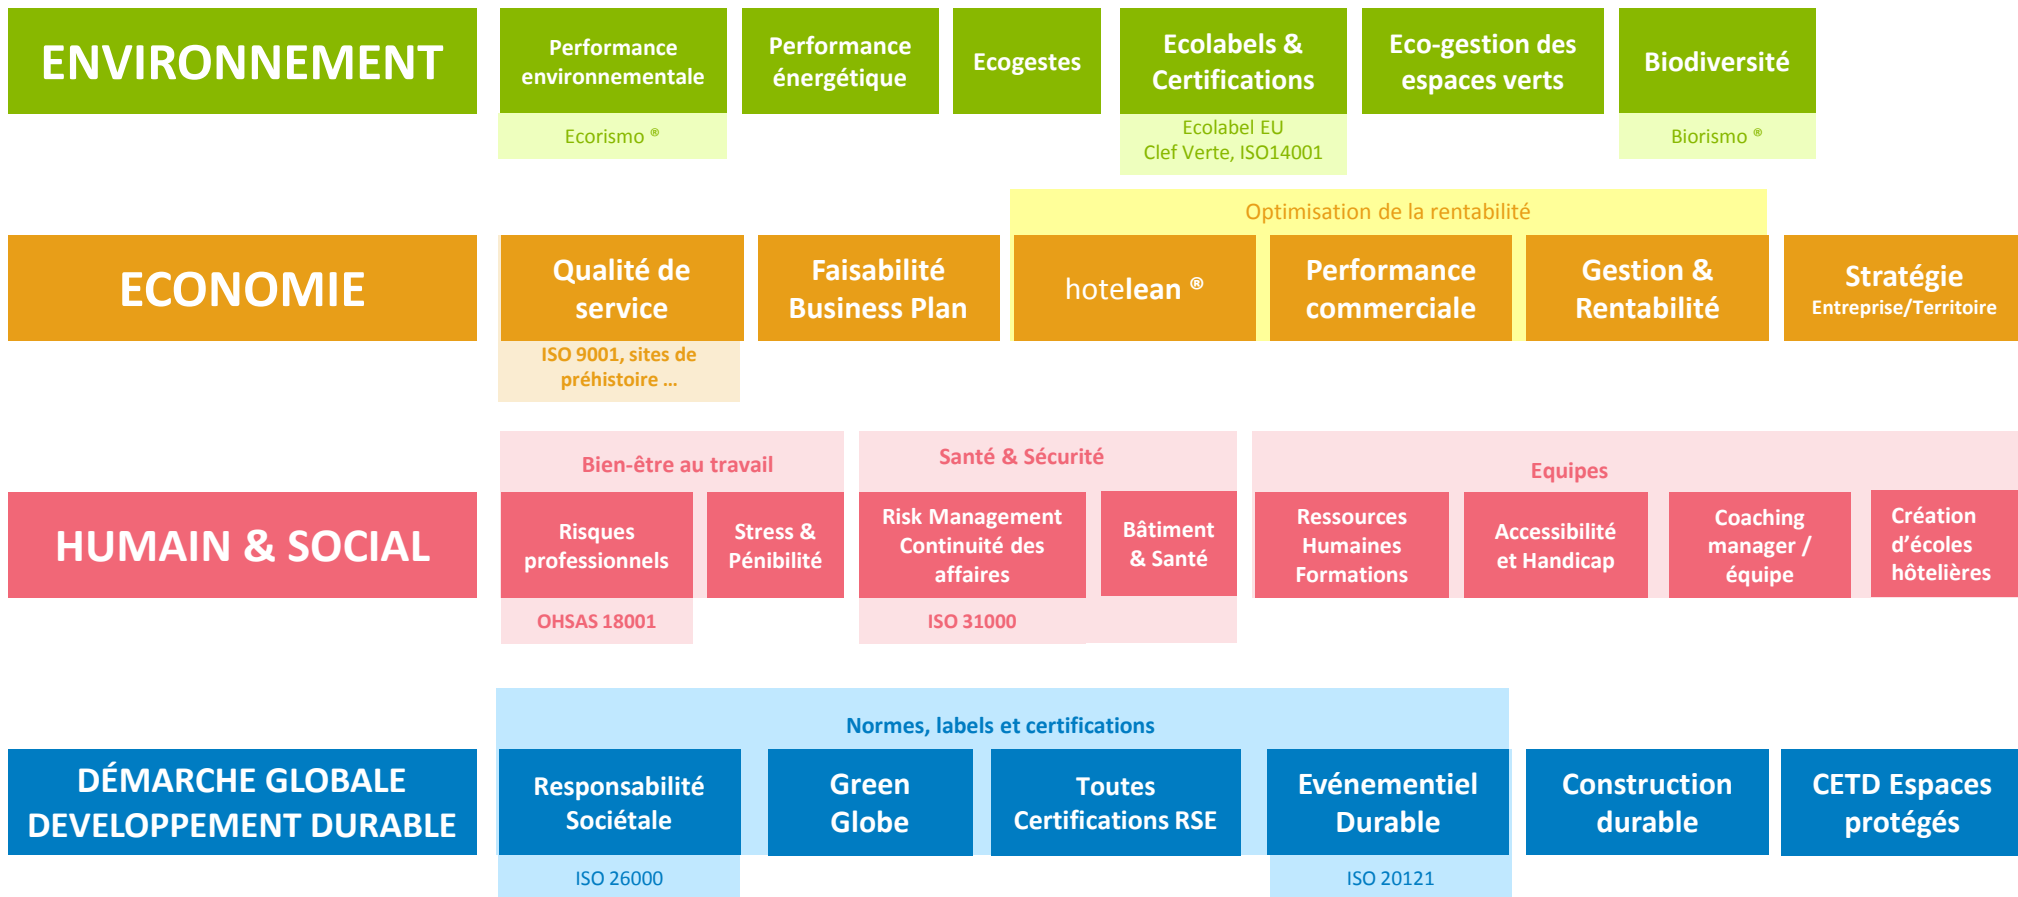 ENVIRONNEMENT
Performance
environnementale
Performance
énergétique
Ecogestes
Ecolabels &
Certifications
Eco-gestion des
espaces verts
Biodiversité
Ecorismo ®
Ecolabel EU
Clef Verte, ISO14001
Biorismo ®
Optimisation de la rentabilité
ECONOMIE
Qualité de
service
Faisabilité
Business Plan
hotelean ®
Performance
commerciale
Gestion &
Rentabilité
Stratégie
Entreprise/Territoire
ISO 9001, sites de
préhistoire ...
Bien-être au travail
Santé & Sécurité
Equipes
HUMAIN & SOCIAL
Risques
professionnels
Stress &
Pénibilité
Risk Management
Continuité des
affaires
Bâtiment
& Santé
Ressources
Humaines
Formations
Accessibilité
et Handicap
Coaching
manager /
équipe
Création
d’écoles
hôtelières
OHSAS 18001
ISO 31000
Normes, labels et certifications
DÉMARCHE GLOBALE
DEVELOPPEMENT DURABLE
Responsabilité
Sociétale
Green
Globe
Toutes
Certifications RSE
Evénementiel
Durable
Construction
durable
CETD Espaces
protégés
ISO 26000
ISO 20121